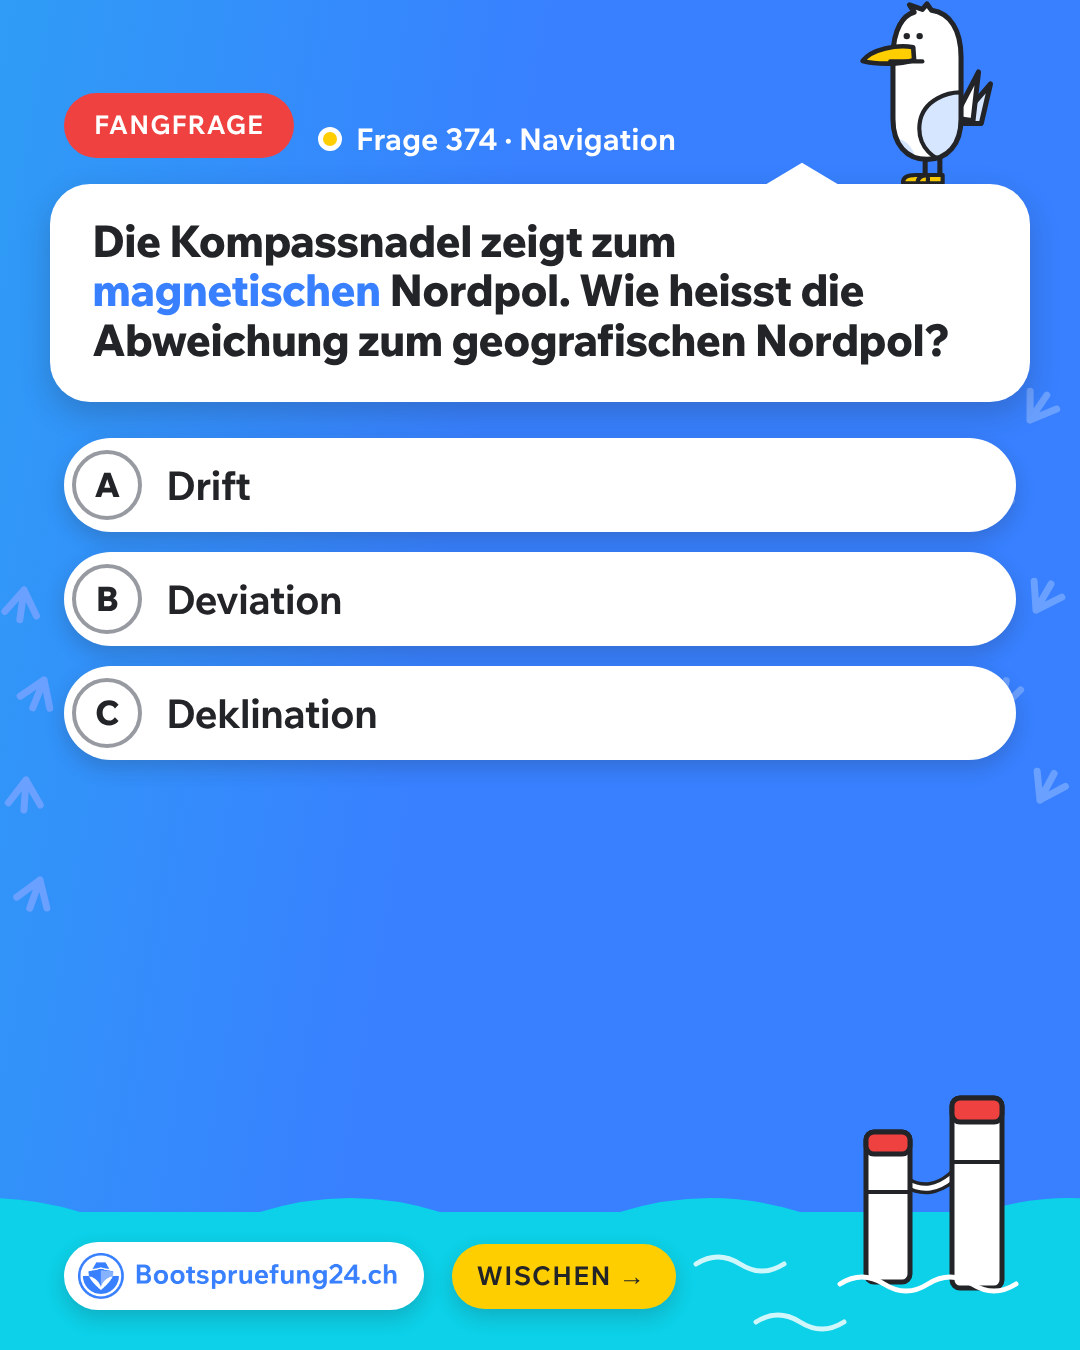 FANGFRAGE
Frage 374 · Navigation
Die Kompassnadel zeigt zum
magnetischen Nordpol. Wie heisst die
Abweichung zum geografischen Nordpol?
A Drift
B Deviation
C Deklination
Bootspruefung24.ch
WISCHEN →